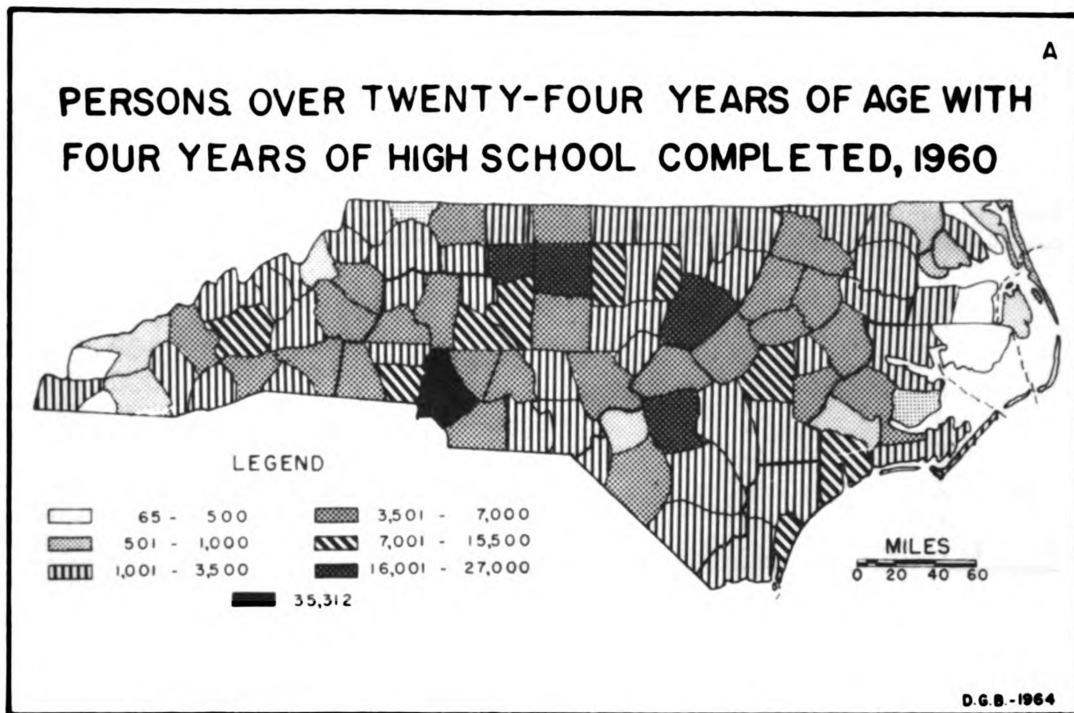 A
PERSONS OVER TWENTY-FOUR YEARS OF AGE WITH
FOUR YEARS OF HIGH SCHOOL COMPLETED, 1960
LEGEND
65 - 500
501 - 1,000
1,001 - 3,500
3,501 - 7,000
7,001 - 15,500
16,001 - 27,000
35,312
MILES
0 20 40 60
D.G.B.-1964